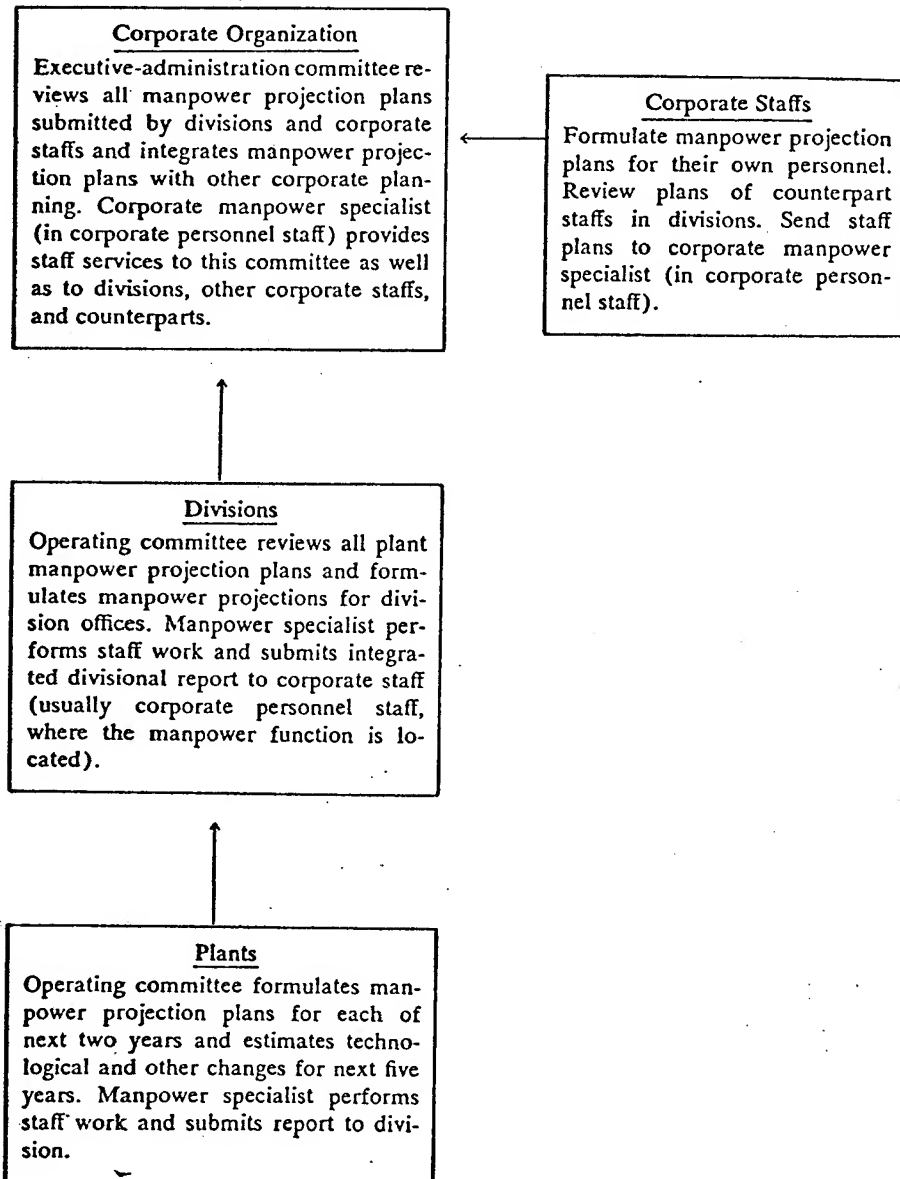 Corporate Organization
Executive-administration committee re-
views all manpower projection plans
submitted by divisions and corporate
staffs and integrates manpower projec-
tion plans with other corporate plan-
ning. Corporate manpower specialist
(in corporate personnel staff) provides
staff services to this committee as well
as to divisions, other corporate staffs,
and counterparts.
Corporate Staffs
Formulate manpower projection
plans for their own personnel.
Review plans of counterpart
staffs in divisions. Send staff
plans to corporate manpower
specialist (in corporate person-
nel staff).
Divisions
Operating committee reviews all plant
manpower projection plans and form-
ulates manpower projections for divi-
sion offices. Manpower specialist per-
forms staff work and submits integra-
ted divisional report to corporate staff
(usually corporate personnel staff,
where the manpower function is lo-
cated).
Plants
Operating committee formulates man-
power projection plans for each of
next two years and estimates techno-
logical and other changes for next five
years. Manpower specialist performs
staff work and submits report to divi-
sion.